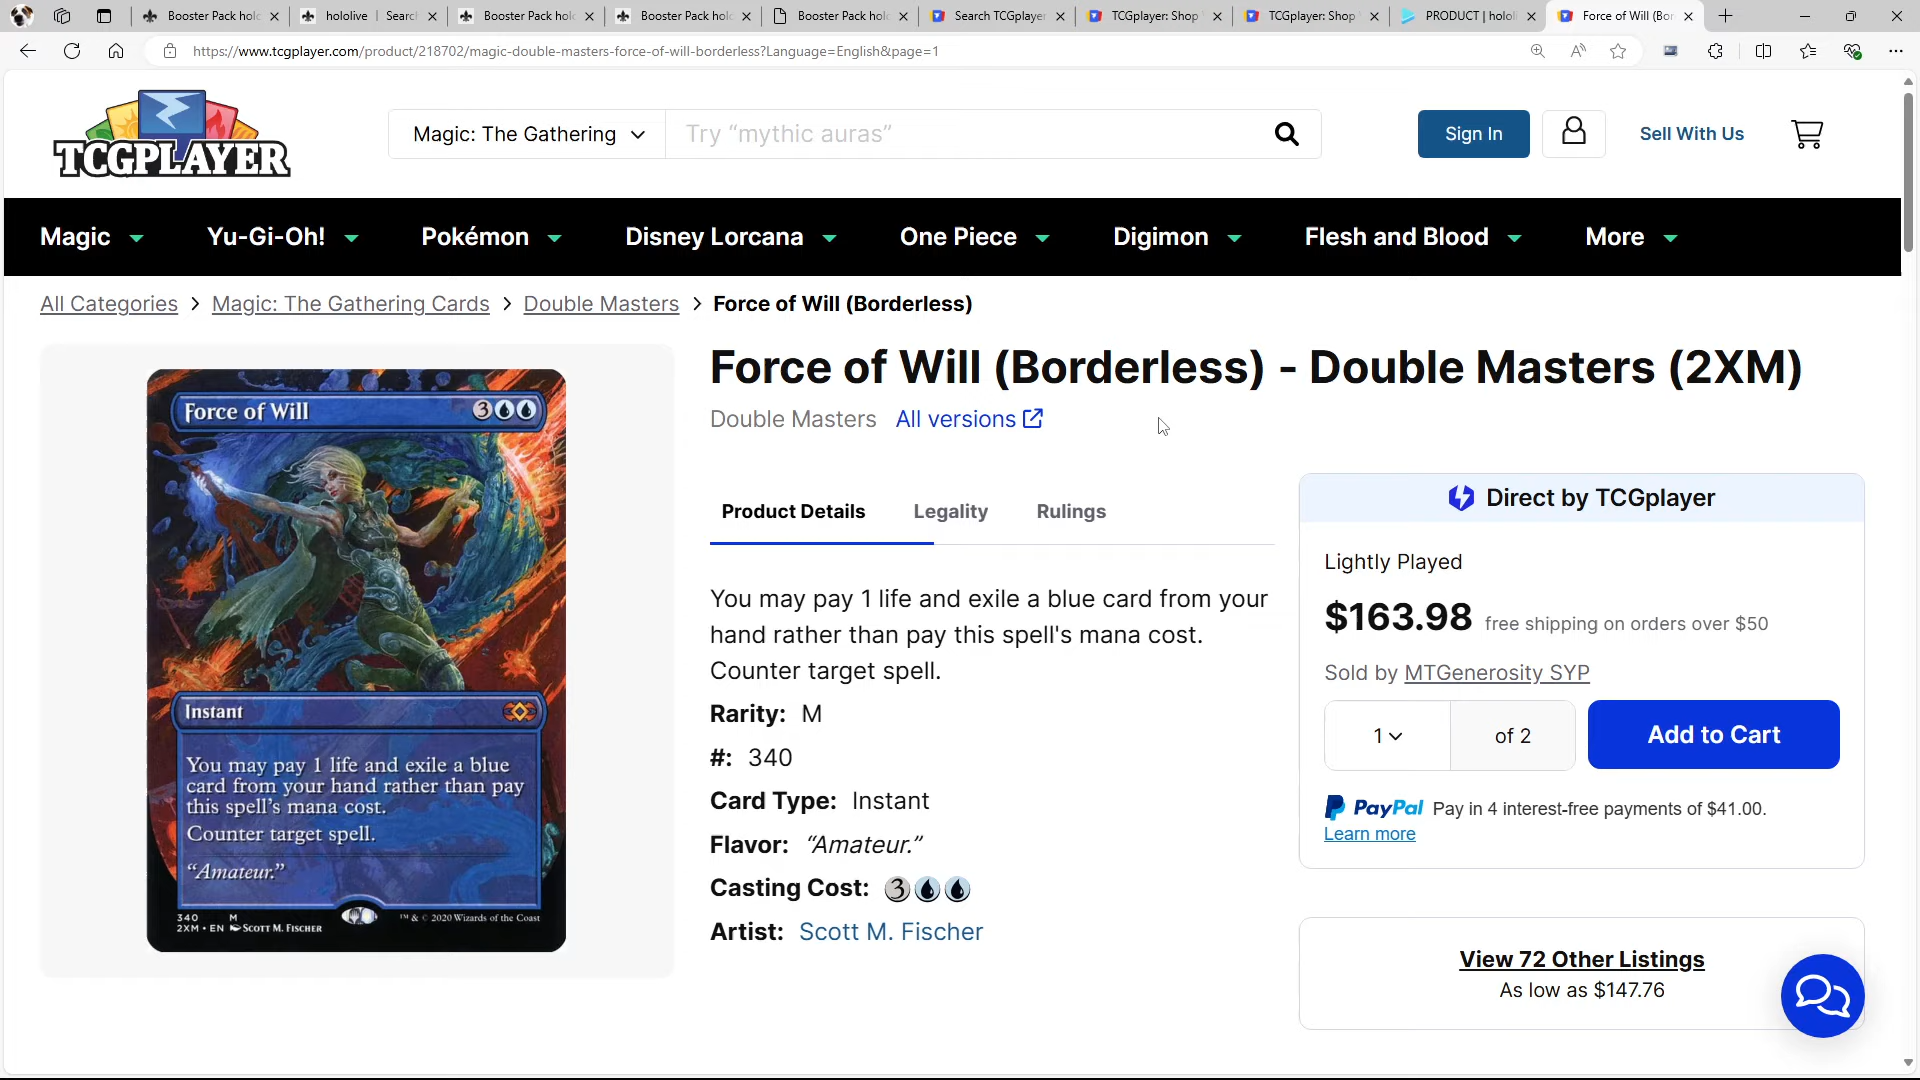 Booster Pack hol
hololive | Searc
Booster Pack hol
Booster Pack hol
Booster Pack hol
Search TCGplayer
TCGplayer: Shop
TCGplayer: Shop
PRODUCT | holol
Force of Will (Bor
https://www.tcgplayer.com/product/218702/magic-double-masters-force-of-will-borderless?Language=English&page=1
TCGPLAYER
Magic: The Gathering
Try “mythic auras”
Sign In
Sell With Us
Magic
Yu-Gi-Oh!
Pokémon
Disney Lorcana
One Piece
Digimon
Flesh and Blood
More
All Categories > Magic: The Gathering Cards > Double Masters > Force of Will (Borderless)
Force of Will (Borderless) - Double Masters (2XM)
Double Masters All versions
Force of Will 3
Instant
You may pay 1 life and exile a blue
card from your hand rather than pay
this spell’s mana cost.
Counter target spell.
“Amateur.”
340 M
2XM • EN SCOTT M. FISCHER
™ & © 2020 Wizards of the Coast
Product Details
Legality
Rulings
You may pay 1 life and exile a blue card from your
hand rather than pay this spell's mana cost.
Counter target spell.
Rarity: M
#: 340
Card Type: Instant
Flavor: “Amateur.”
Casting Cost: 3
Artist: Scott M. Fischer
Direct by TCGplayer
Lightly Played
$163.98 free shipping on orders over $50
Sold by MTGenerosity SYP
1
of 2
Add to Cart
PayPal Pay in 4 interest-free payments of $41.00.
Learn more
View 72 Other Listings
As low as $147.76